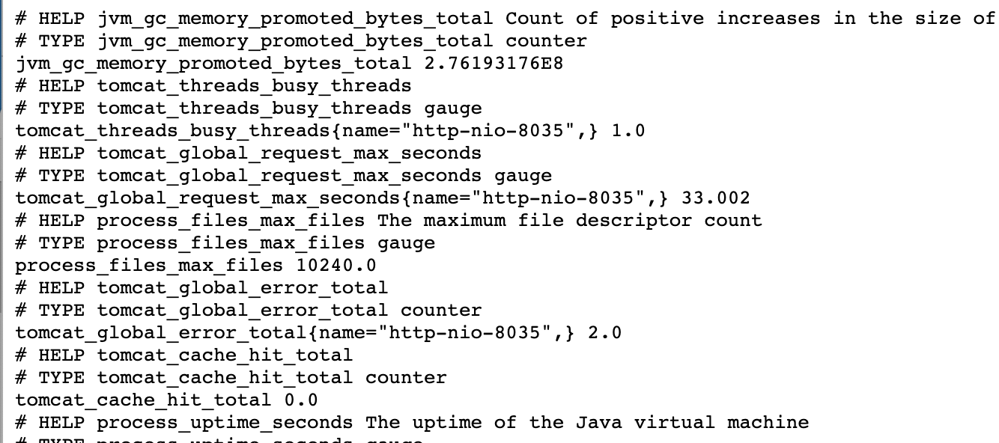 # HELP jvm_gc_memory_promoted_bytes_total Count of positive increases in the size of
# TYPE jvm_gc_memory_promoted_bytes_total counter
jvm_gc_memory_promoted_bytes_total 2.76193176E8
# HELP tomcat_threads_busy_threads
# TYPE tomcat_threads_busy_threads gauge
tomcat_threads_busy_threads{name="http-nio-8035",} 1.0
# HELP tomcat_global_request_max_seconds
# TYPE tomcat_global_request_max_seconds gauge
tomcat_global_request_max_seconds{name="http-nio-8035",} 33.002
# HELP process_files_max_files The maximum file descriptor count
# TYPE process_files_max_files gauge
process_files_max_files 10240.0
# HELP tomcat_global_error_total
# TYPE tomcat_global_error_total counter
tomcat_global_error_total{name="http-nio-8035",} 2.0
# HELP tomcat_cache_hit_total
# TYPE tomcat_cache_hit_total counter
tomcat_cache_hit_total 0.0
# HELP process_uptime_seconds The uptime of the Java virtual machine
# TYPE process_uptime_seconds gauge